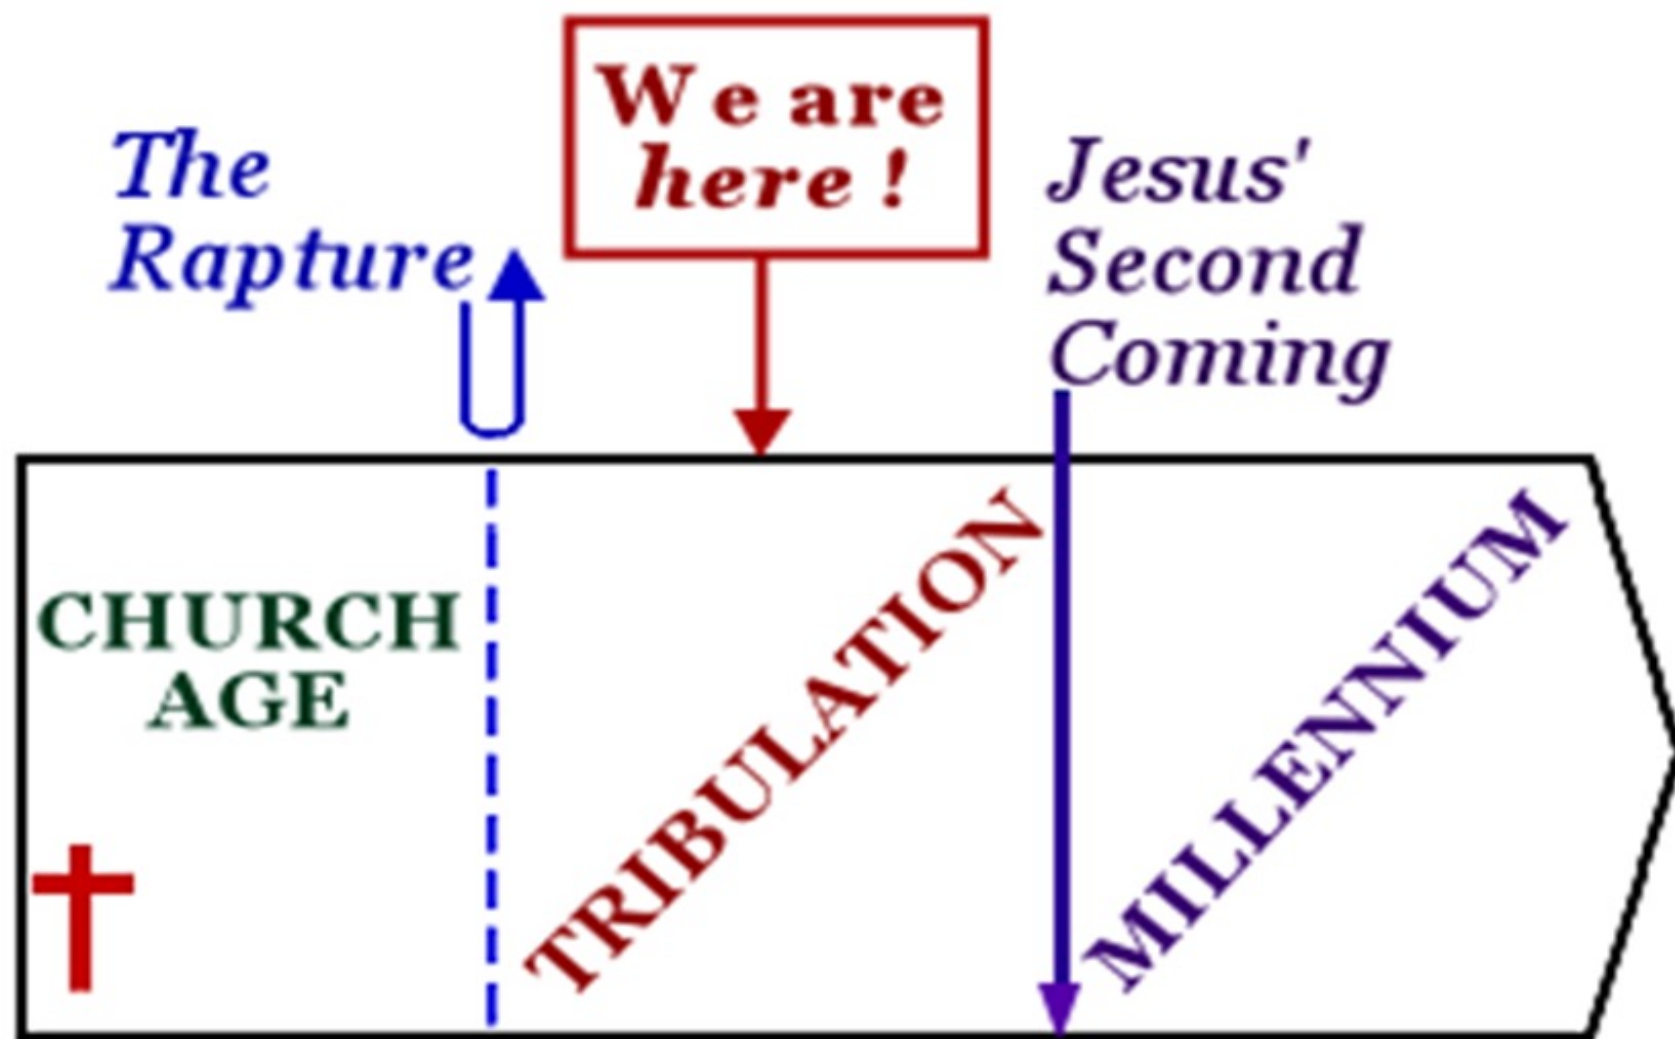 The
Rapture
We are
here !
Jesus'
Second
Coming
CHURCH
AGE
TRIBULATION
MILLENNIUM